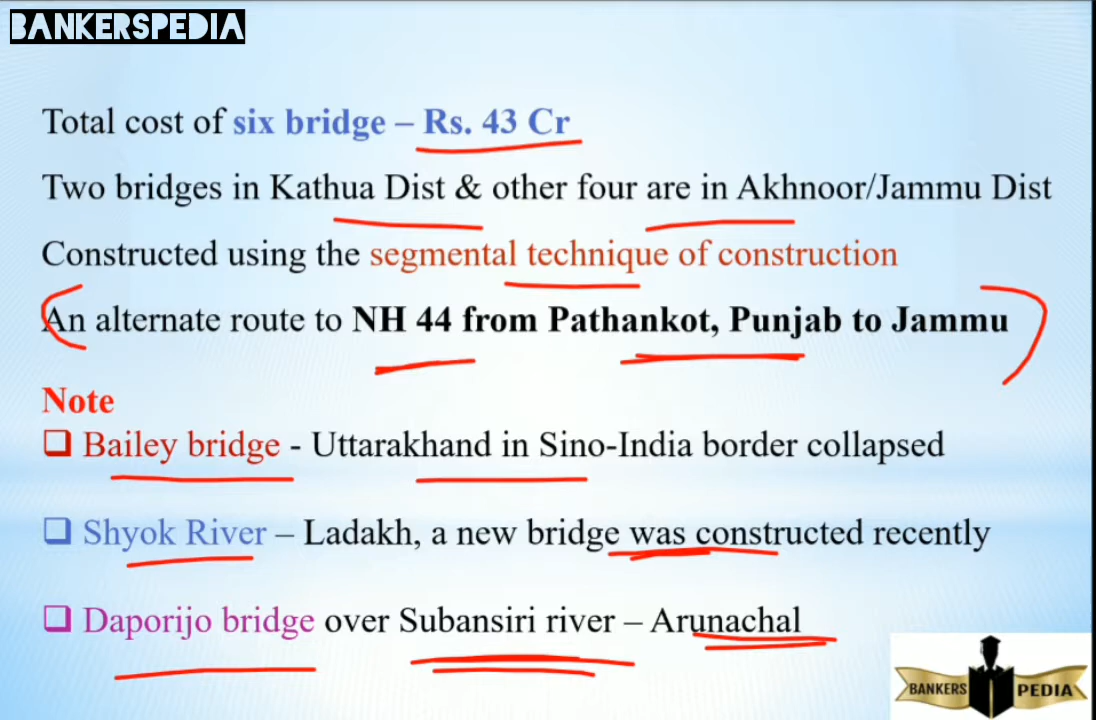 BANKERSPEDIA
Total cost of six bridge – Rs. 43 Cr
Two bridges in Kathua Dist & other four are in Akhnoor/Jammu Dist
Constructed using the segmental technique of construction
An alternate route to NH 44 from Pathankot, Punjab to Jammu
Note
❑ Bailey bridge - Uttarakhand in Sino-India border collapsed
❑ Shyok River – Ladakh, a new bridge was constructed recently
❑ Daporijo bridge over Subansiri river – Arunachal
BANKERS PEDIA